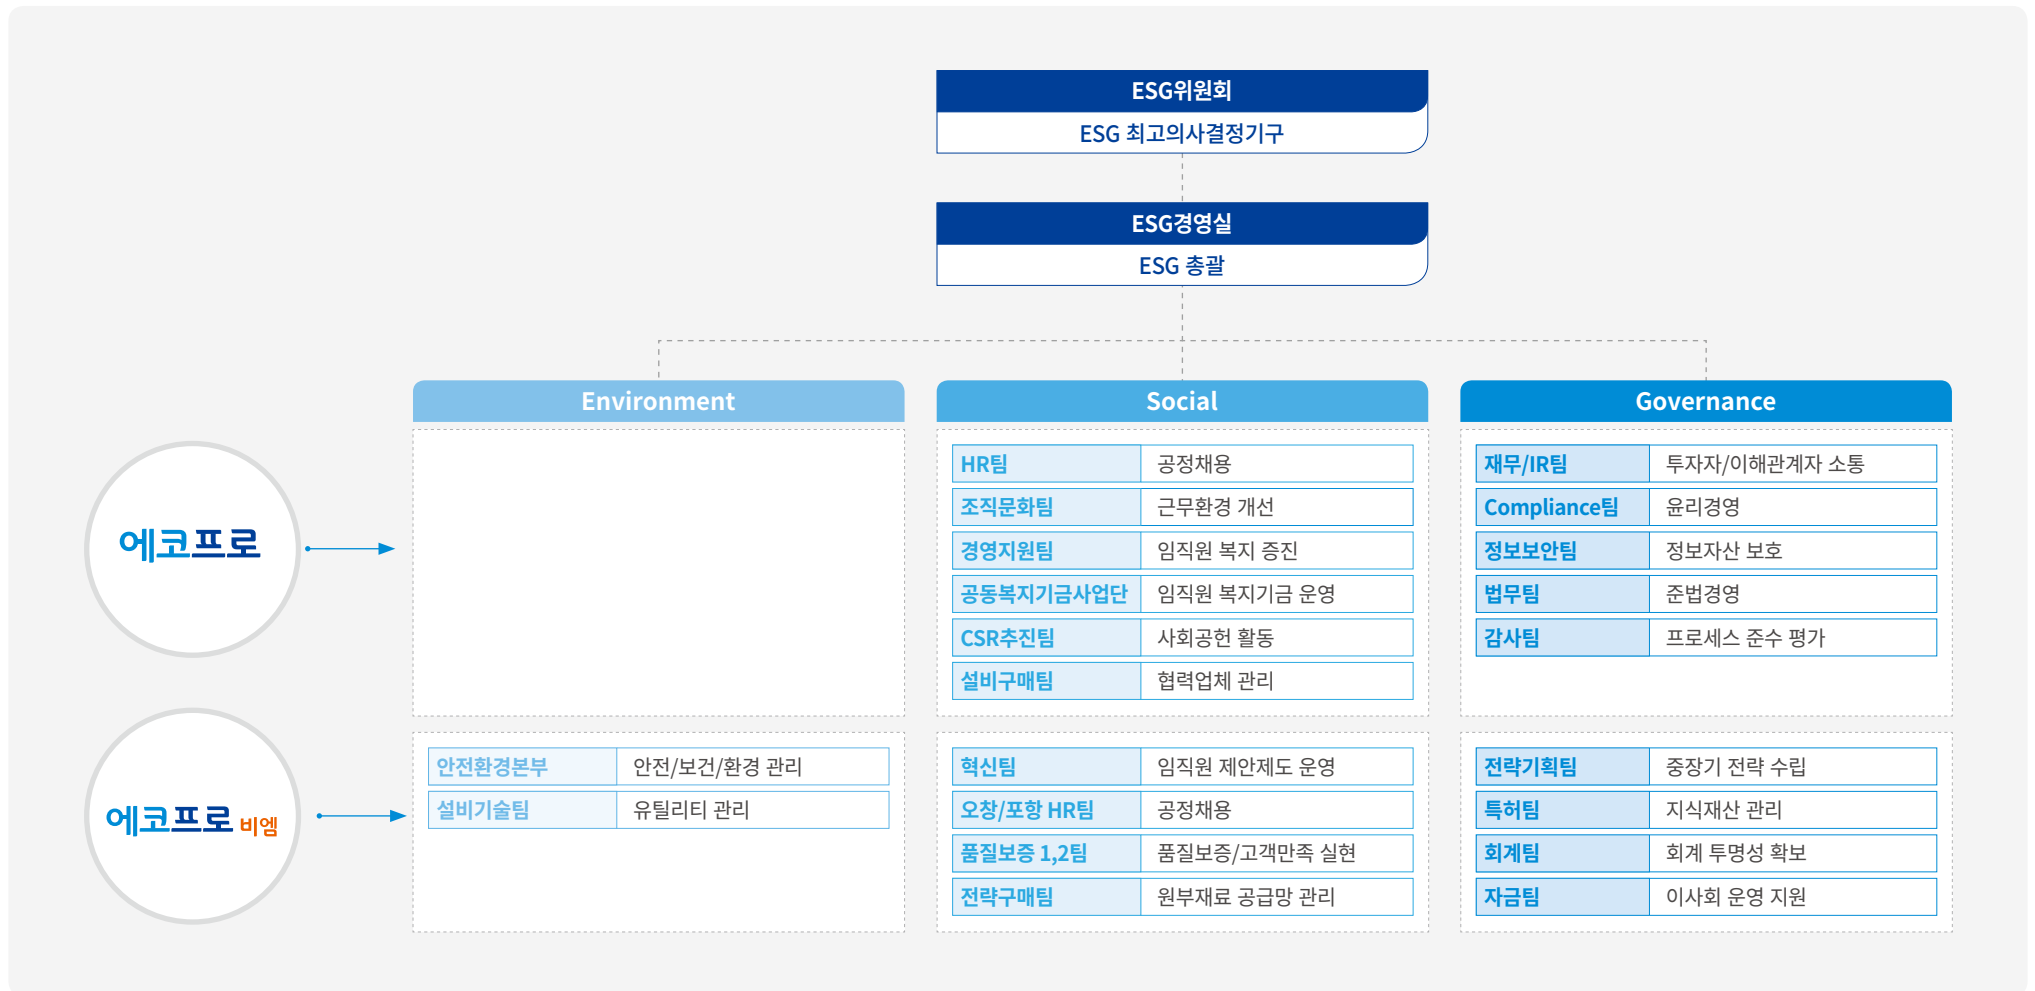 ESG위원회
ESG 최고의사결정기구
ESG경영실
ESG 총괄
Environment
Social
Governance
에코프로
HR팀 공정채용
조직문화팀 근무환경 개선
경영지원팀 임직원 복지 증진
공동복지기금사업단 임직원 복지기금 운영
CSR추진팀 사회공헌 활동
설비구매팀 협력업체 관리
재무/IR팀 투자자/이해관계자 소통
Compliance팀 윤리경영
정보보안팀 정보자산 보호
법무팀 준법경영
감사팀 프로세스 준수 평가
에코프로 비엠
안전환경본부 안전/보건/환경 관리
설비기술팀 유틸리티 관리
혁신팀 임직원 제안제도 운영
오창/포항 HR팀 공정채용
품질보증 1,2팀 품질보증/고객만족 실현
전략구매팀 원부재료 공급망 관리
전략기획팀 중장기 전략 수립
특허팀 지식재산 관리
회계팀 회계 투명성 확보
자금팀 이사회 운영 지원